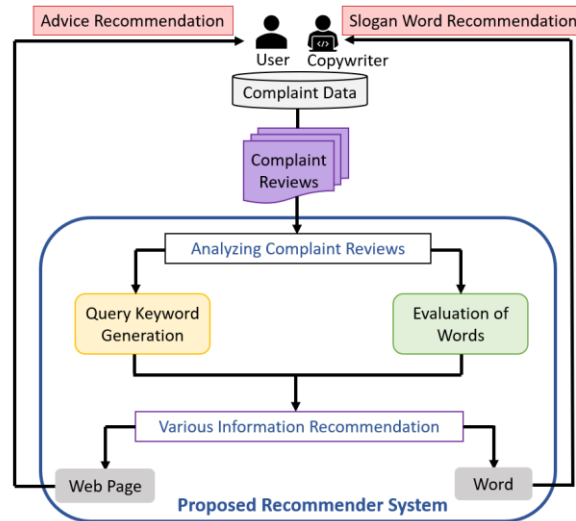 Advice Recommendation
Slogan Word Recommendation
User
Copywriter
Complaint Data
Complaint
Reviews
Analyzing Complaint Reviews
Query Keyword
Generation
Evaluation of
Words
Various Information Recommendation
Web Page
Word
Proposed Recommender System